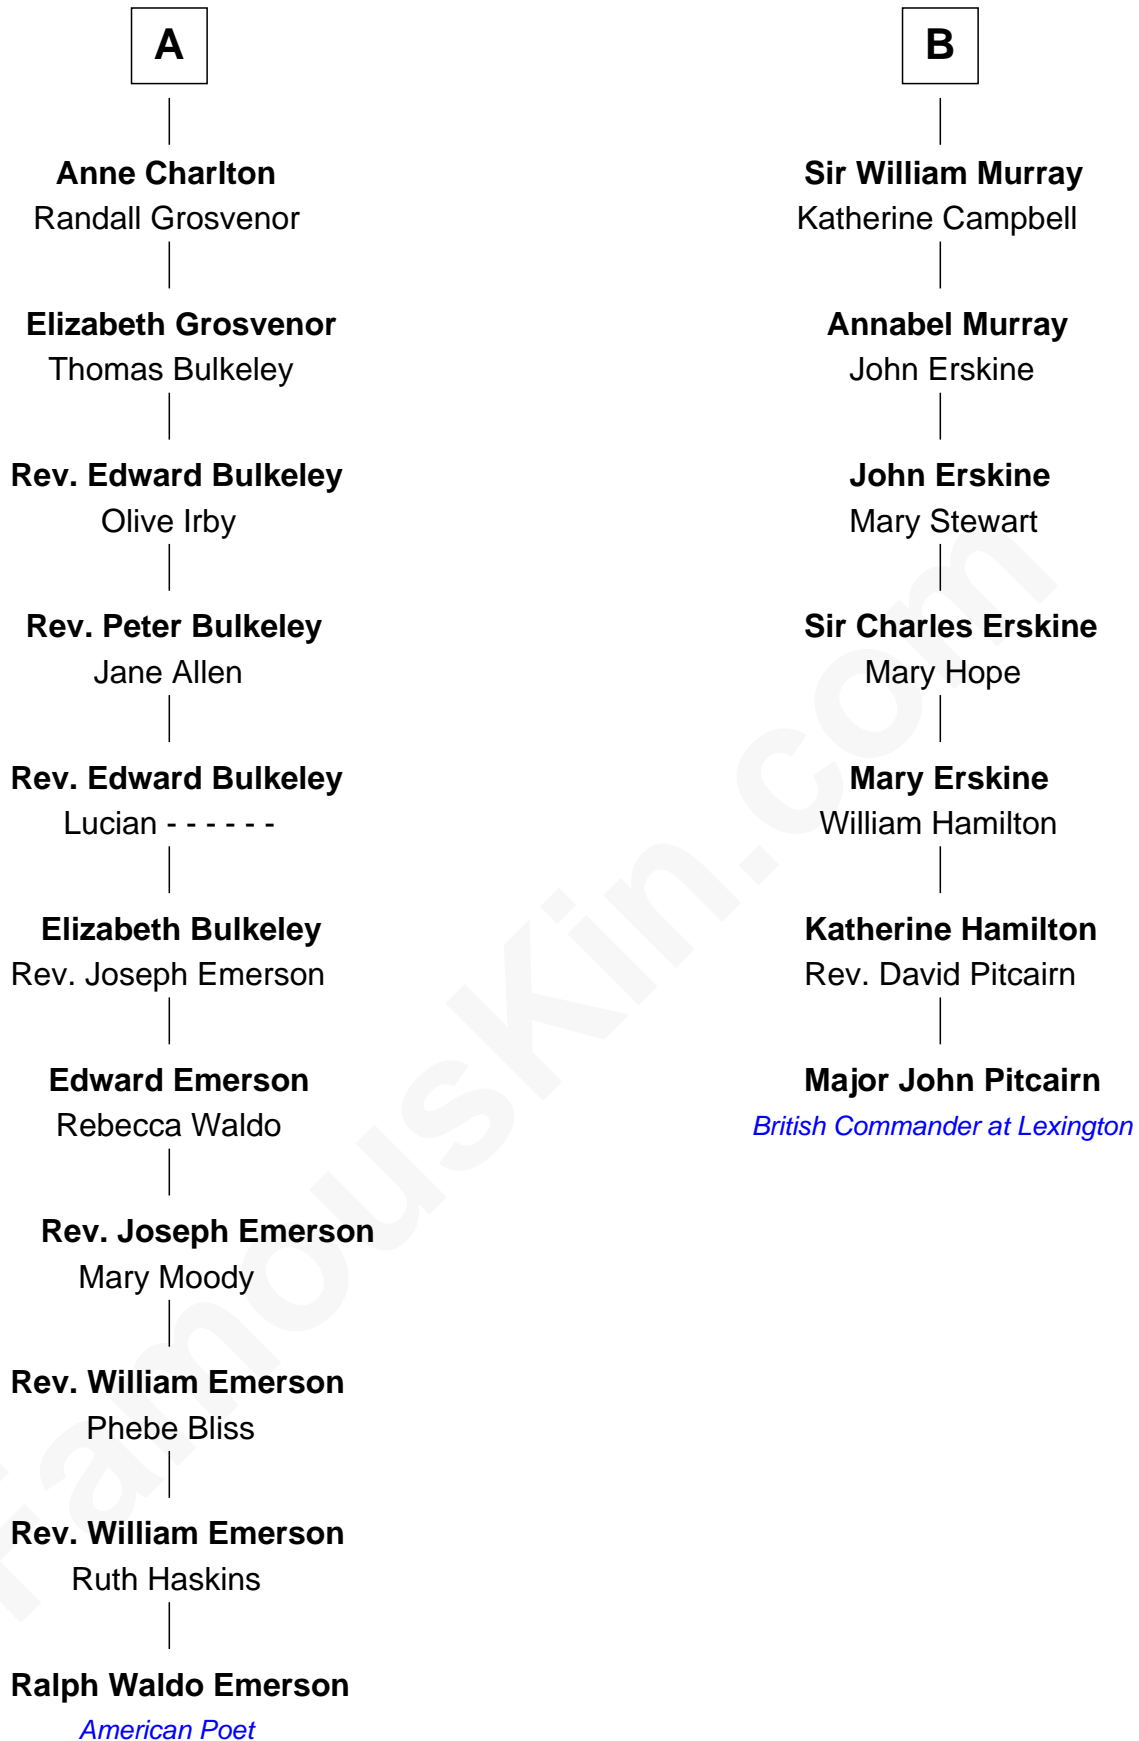 A
Anne Charlton
Randall Grosvenor
Elizabeth Grosvenor
Thomas Bulkeley
Rev. Edward Bulkeley
Olive Irby
Rev. Peter Bulkeley
Jane Allen
Rev. Edward Bulkeley
Lucian - - - - - -
Elizabeth Bulkeley
Rev. Joseph Emerson
Edward Emerson
Rebecca Waldo
Rev. Joseph Emerson
Mary Moody
Rev. William Emerson
Phebe Bliss
Rev. William Emerson
Ruth Haskins
Ralph Waldo Emerson
American Poet
B
Sir William Murray
Katherine Campbell
Annabel Murray
John Erskine
John Erskine
Mary Stewart
Sir Charles Erskine
Mary Hope
Mary Erskine
William Hamilton
Katherine Hamilton
Rev. David Pitcairn
Major John Pitcairn
British Commander at Lexington
FamousKin.com